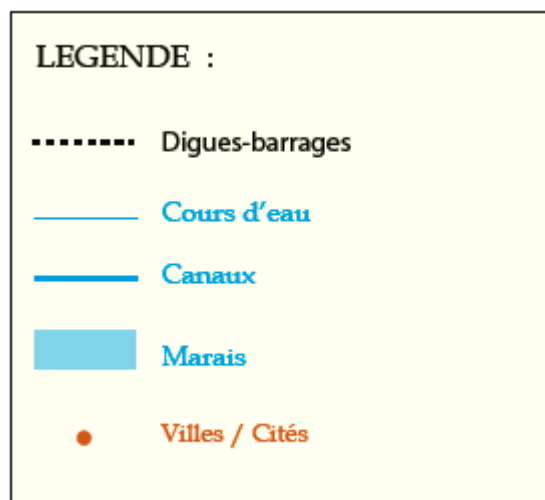 LEGENDE :
Digues-barrages
Cours d'eau
Canaux
Marais
Villes / Cités